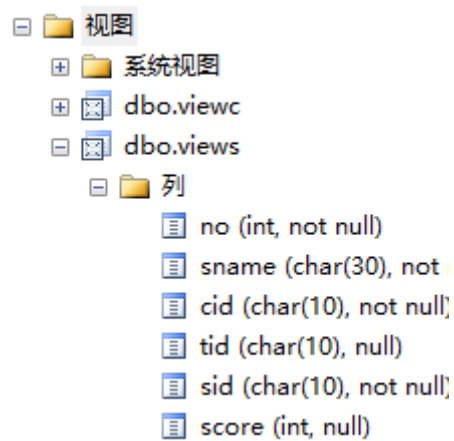 视图
系统视图
dbo.viewc
dbo.views
列
no (int, not null)
sname (char(30), not
cid (char(10), not null)
tid (char(10), null)
sid (char(10), not null)
score (int, null)